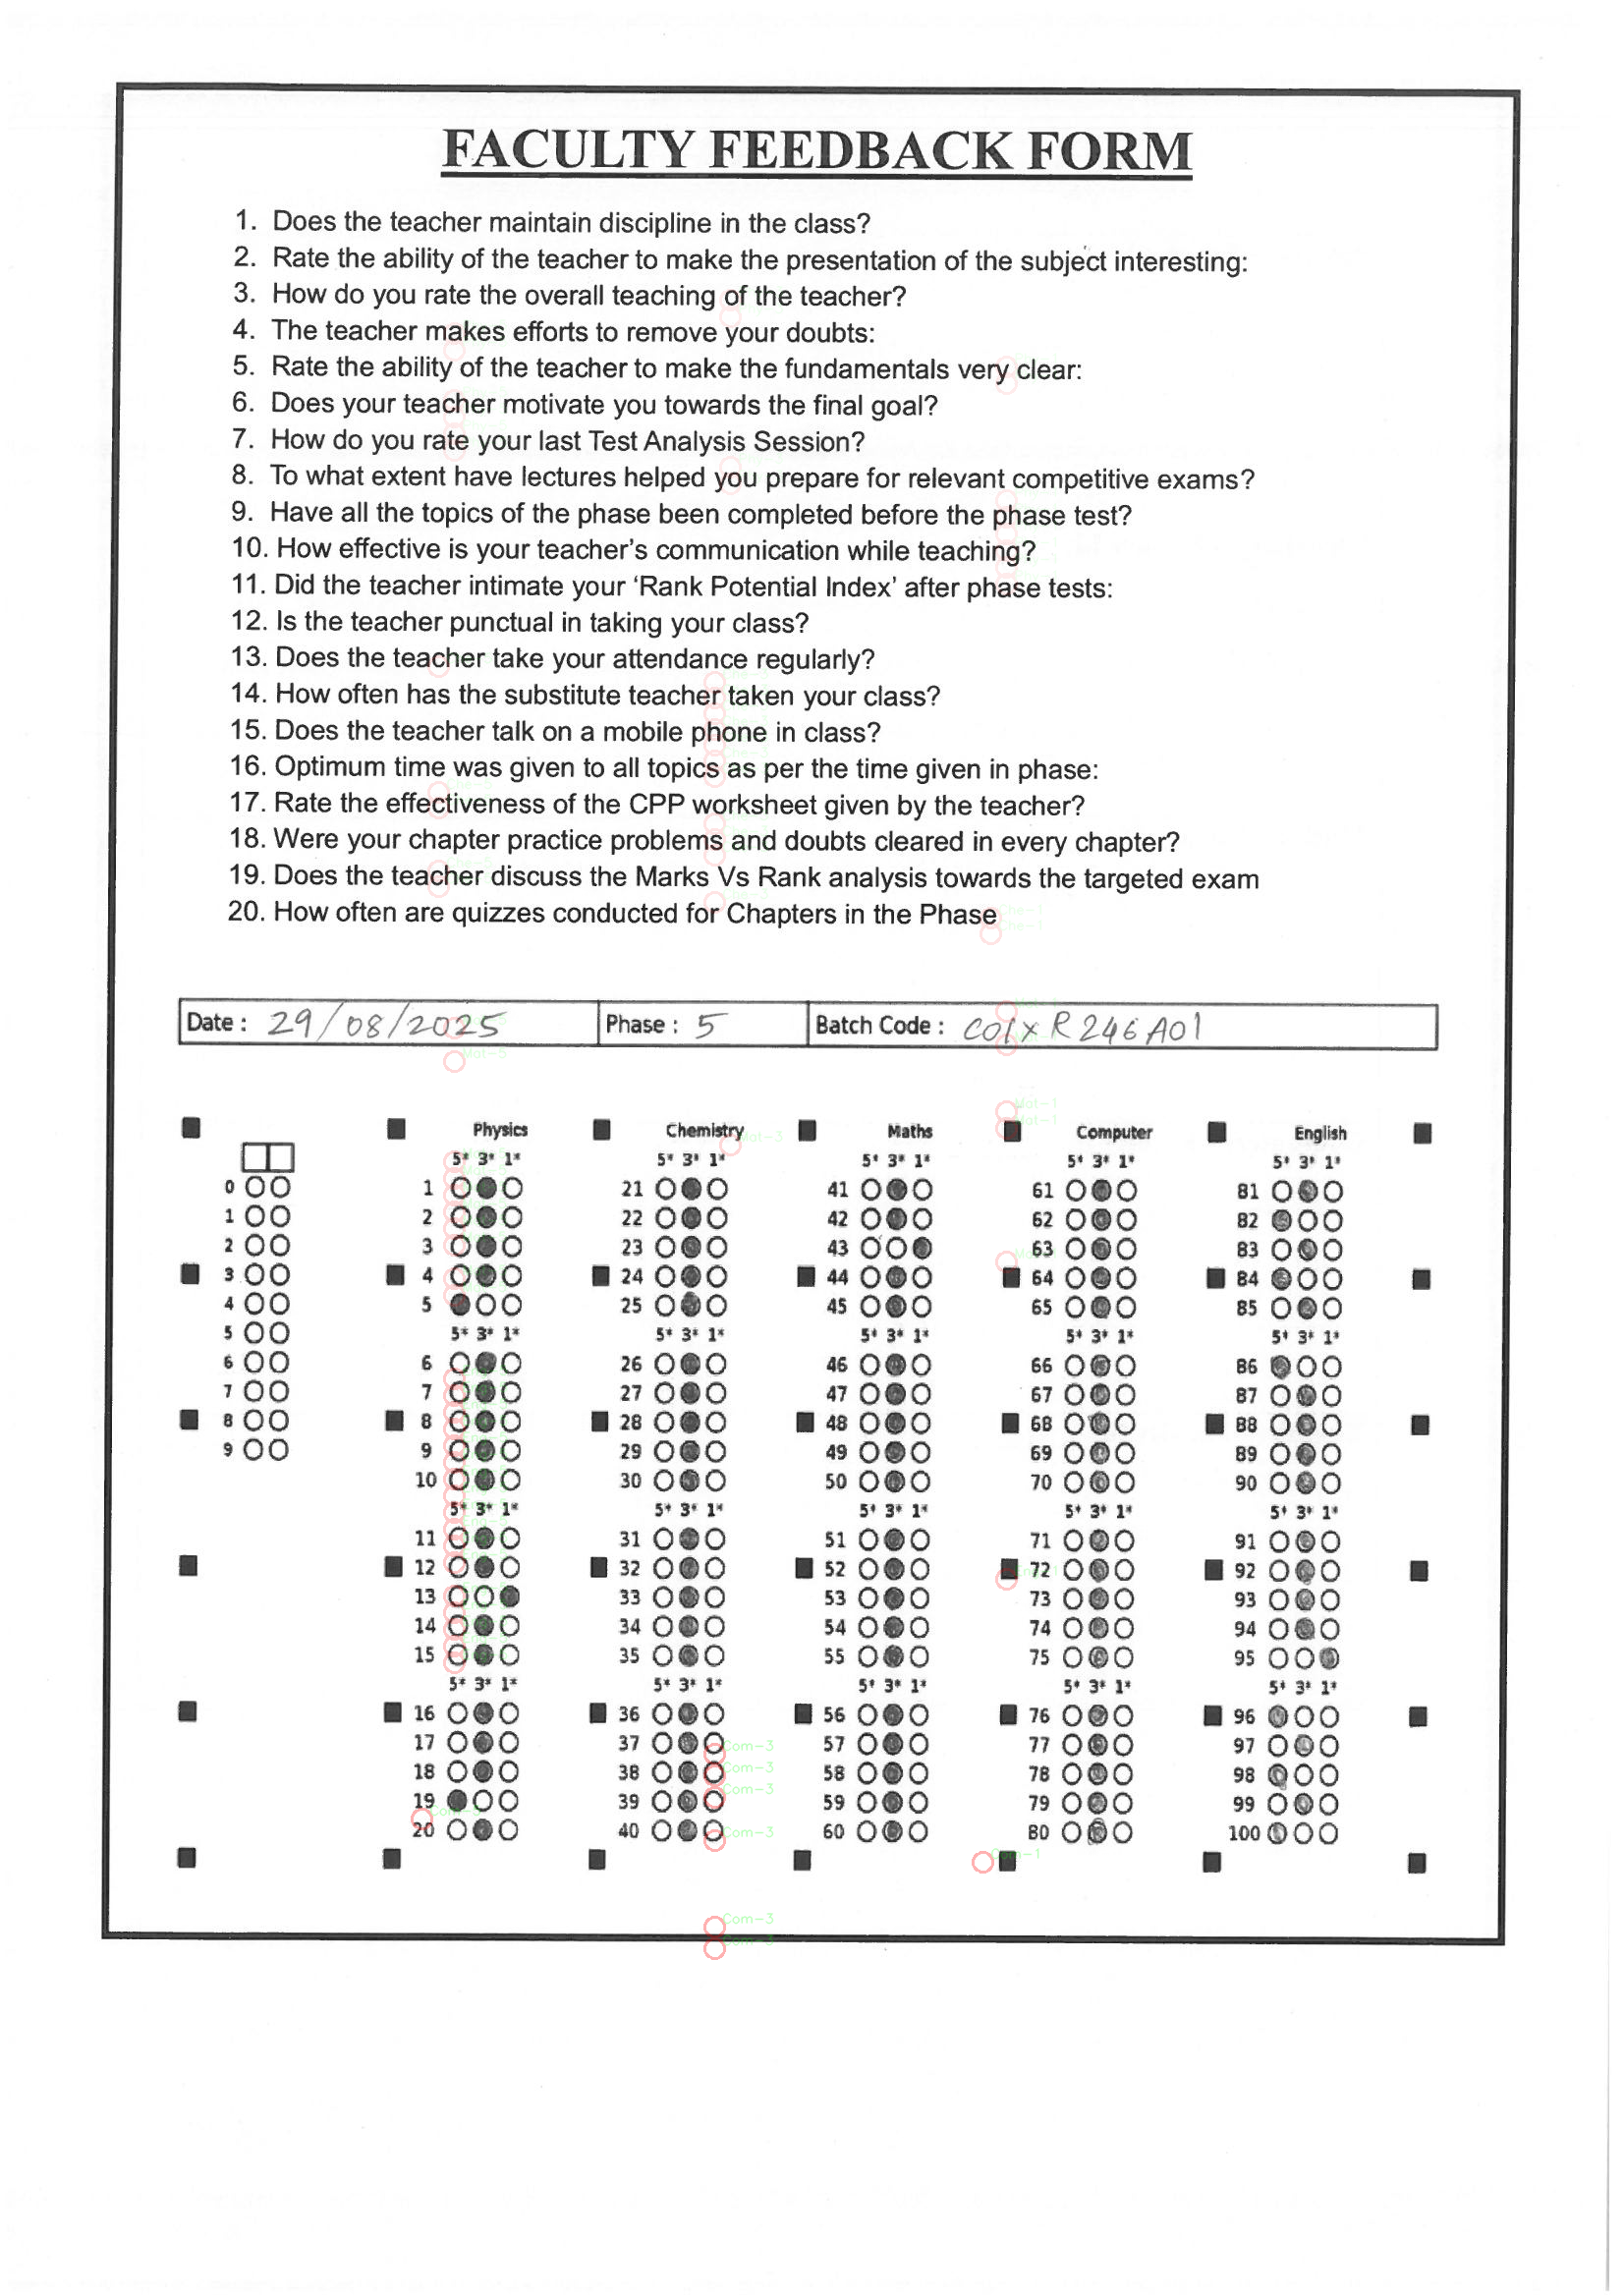 FACULTY FEEDBACK FORM
1. Does the teacher maintain discipline in the class?
2. Rate the ability of the teacher to make the presentation of the subject interesting:
3. How do you rate the overall teaching of the teacher?
4. The teacher makes efforts to remove your doubts:
5. Rate the ability of the teacher to make the fundamentals very clear:
6. Does your teacher motivate you towards the final goal?
7. How do you rate your last Test Analysis Session?
8. To what extent have lectures helped you prepare for relevant competitive exams?
9. Have all the topics of the phase been completed before the phase test?
10. How effective is your teacher's communication while teaching?
11. Did the teacher intimate your ‘Rank Potential Index’ after phase tests:
12. Is the teacher punctual in taking your class?
13. Does the teacher take your attendance regularly?
14. How often has the substitute teacher taken your class?
15. Does the teacher talk on a mobile phone in class?
16. Optimum time was given to all topics as per the time given in phase:
17. Rate the effectiveness of the CPP worksheet given by the teacher?
18. Were your chapter practice problems and doubts cleared in every chapter?
19. Does the teacher discuss the Marks Vs Rank analysis towards the targeted exam
20. How often are quizzes conducted for Chapters in the Phase
Date : 29/08/2025 Phase : 5 Batch Code : R246A01
Physics Chemistry Maths Computer English
5* 3* 1* 5* 3* 1* 5* 3* 1* 5* 3* 1* 5* 3* 1*
0 1 21 41 61 81
1 2 22 42 62 82
2 3 23 43 63 83
3 4 24 44 64 84
4 5 25 45 65 85
5 5* 3* 1* 5* 3* 1* 5* 3* 1* 5* 3* 1* 5* 3* 1*
6 6 26 46 66 86
7 7 27 47 67 87
8 8 28 48 68 88
9 9 29 49 69 89
10 30 50 70 90
5* 3* 1* 5* 3* 1* 5* 3* 1* 5* 3* 1* 5* 3* 1*
11 31 51 71 91
12 32 52 72 92
13 33 53 73 93
14 34 54 74 94
15 35 55 75 95
5* 3* 1* 5* 3* 1* 5* 3* 1* 5* 3* 1* 5* 3* 1*
16 36 56 76 96
17 37 Com-3 57 77 97
18 38 Com-3 58 78 98
19 39 Com-3 59 79 99
20 40 Com-3 60 80 100
Com-3
Com-3